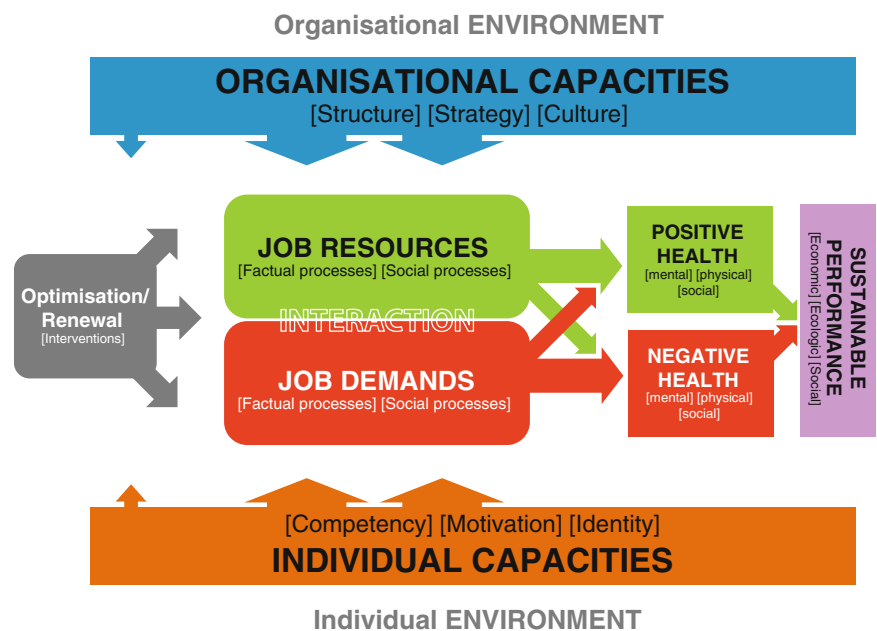 Organisational ENVIRONMENT
ORGANISATIONAL CAPACITIES
[Structure] [Strategy] [Culture]
Optimisation/
Renewal
[Interventions]
JOB RESOURCES
[Factual processes] [Social processes]
INTERACTION
JOB DEMANDS
[Factual processes] [Social processes]
POSITIVE
HEALTH
[mental] [physical]
[social]
NEGATIVE
HEALTH
[mental] [physical]
[social]
SUSTAINABLE
PERFORMANCE
[Economic] [Ecologic] [Social]
[Competency] [Motivation] [Identity]
INDIVIDUAL CAPACITIES
Individual ENVIRONMENT